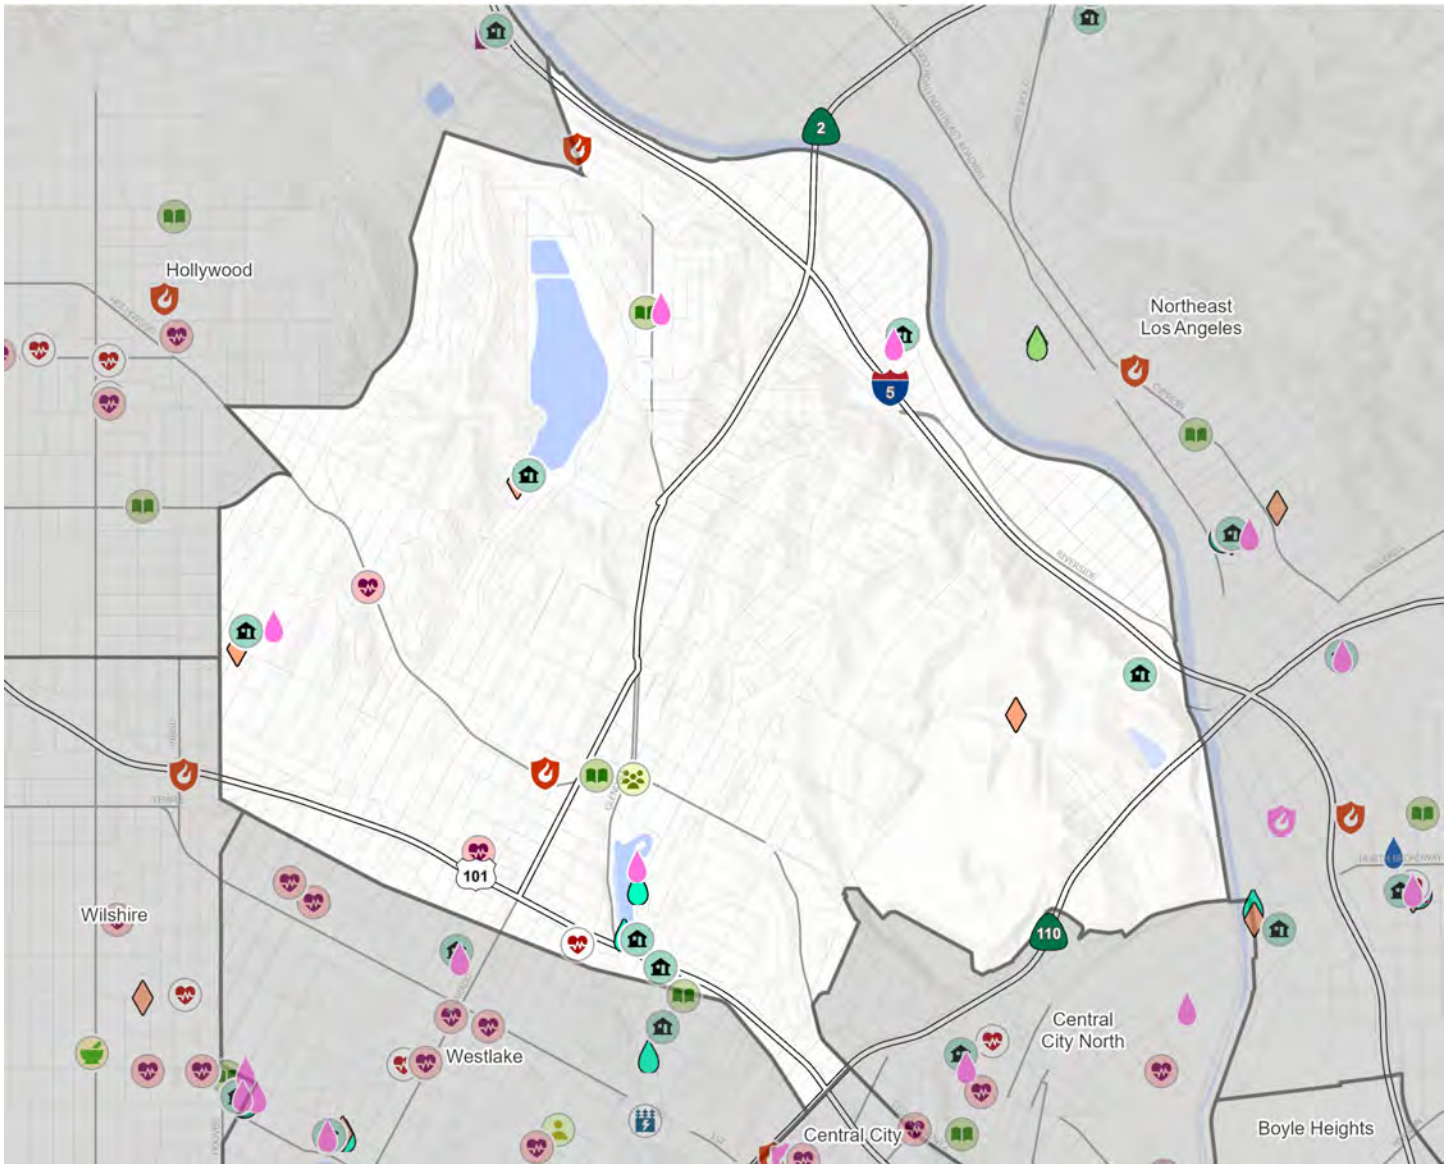 2
Hollywood
Northeast
Los Angeles
5
RIVERSIDE
101
Wilshire
110
Central
City North
Westlake
Central City
Boyle Heights